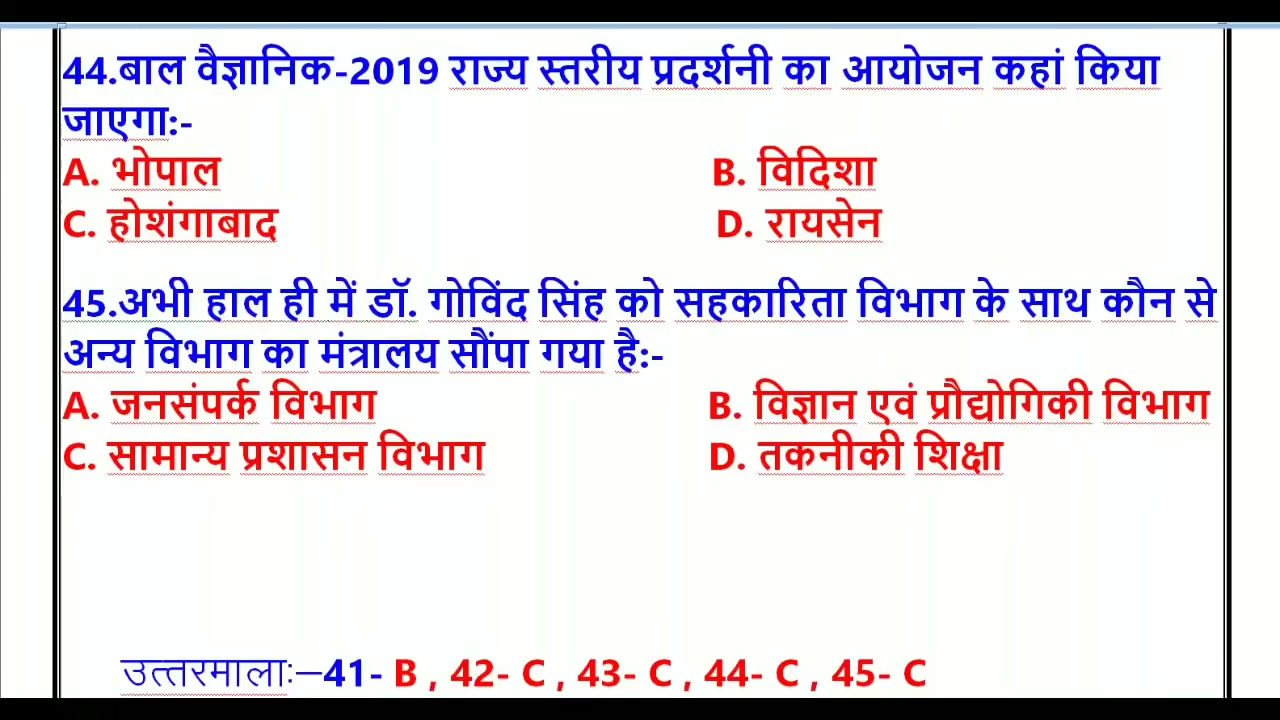 44.बाल वैज्ञानिक-2019 राज्य स्तरीय प्रदर्शनी का आयोजन कहां किया
जाएगा:-
A. भोपाल B. विदिशा
C. होशंगाबाद D. रायसेन
45.अभी हाल ही में डॉ. गोविंद सिंह को सहकारिता विभाग के साथ कौन से
अन्य विभाग का मंत्रालय सौंपा गया है:-
A. जनसंपर्क विभाग B. विज्ञान एवं प्रौद्योगिकी विभाग
C. सामान्य प्रशासन विभाग D. तकनीकी शिक्षा
उत्तरमालाः–41- B , 42- C , 43- C , 44- C , 45- C